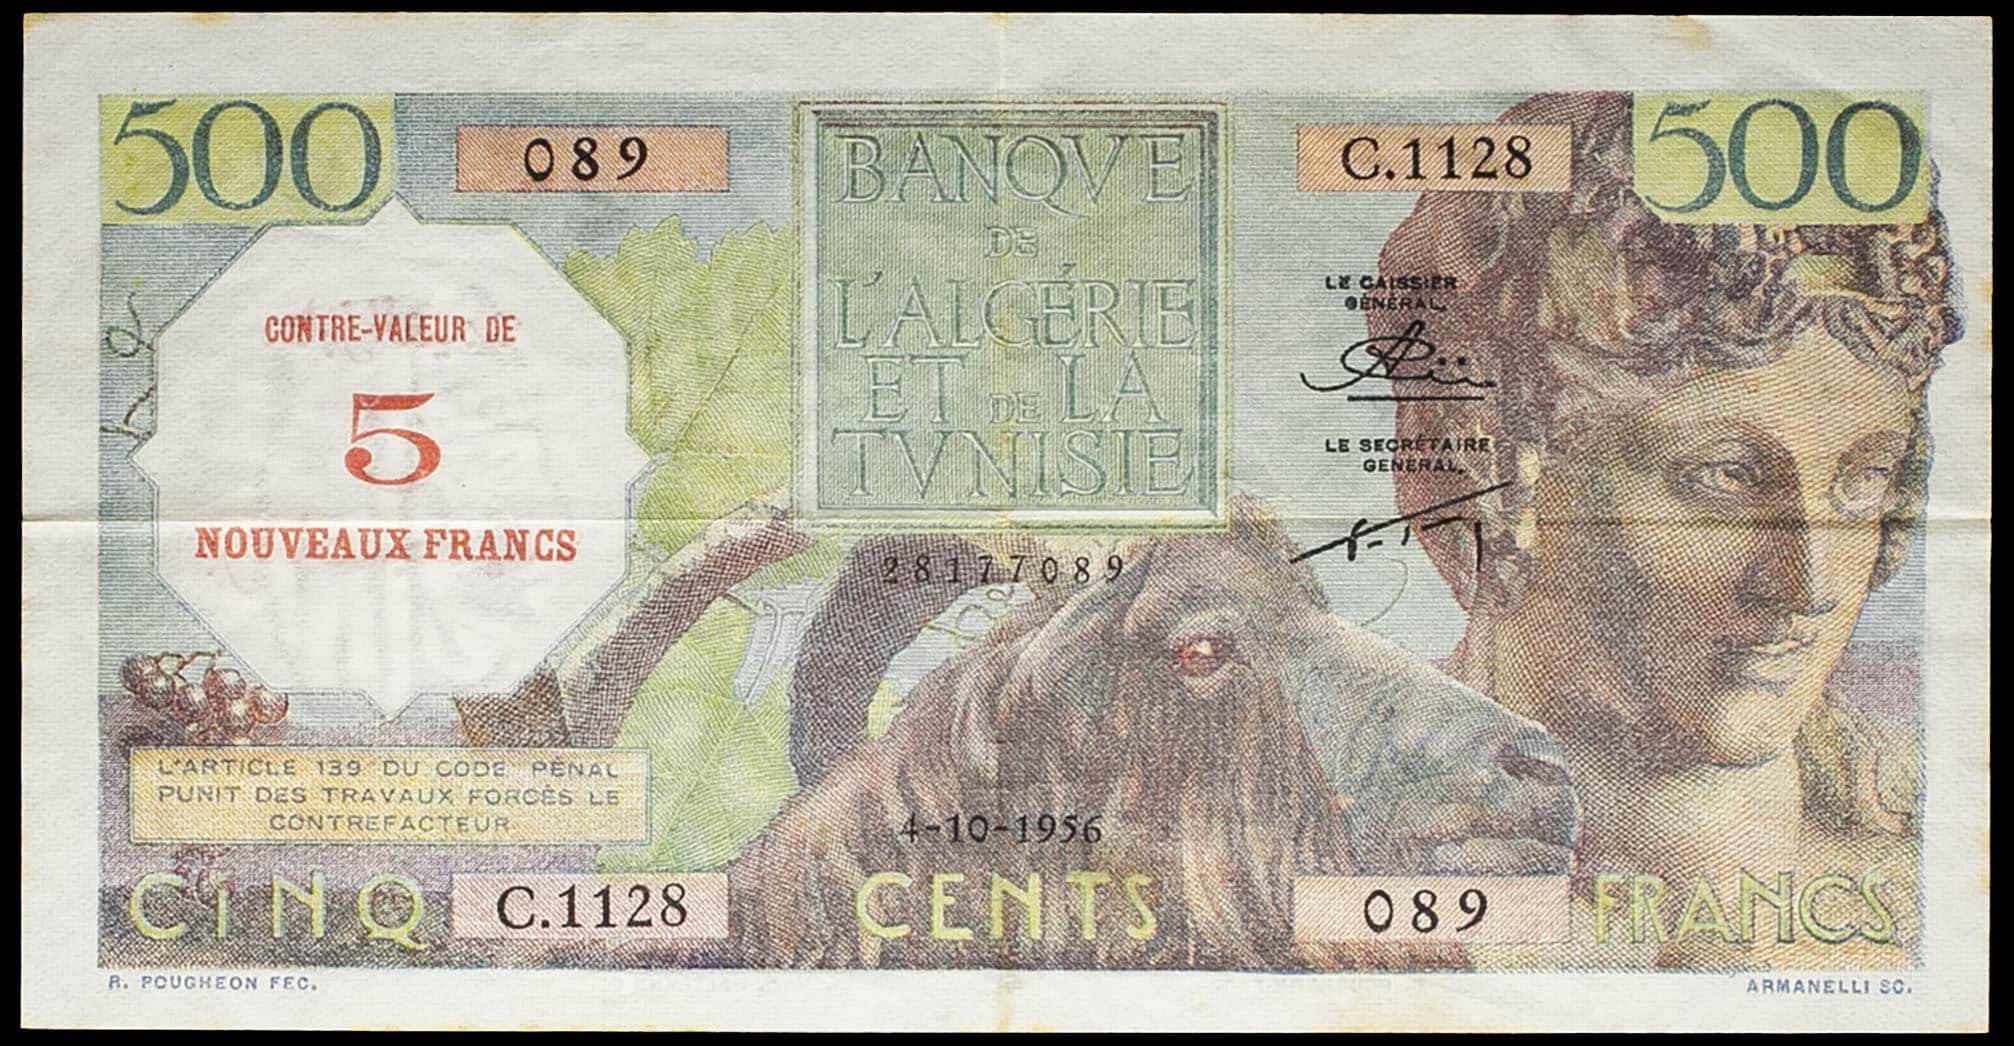 500
089
BANQVE
DE
L'ALGÉRIE
ET DE LA
TVNISIE
C.1128
500
LE CAISSIER
GÉNÉRAL.
LE SECRÉTAIRE
GÉNÉRAL.
CONTRE-VALEUR DE
5
NOUVEAUX FRANCS
28177089
L'ARTICLE 139 DU CODE PÉNAL
PUNIT DES TRAVAUX FORCÉS LE
CONTREFACTEUR
4-10-1956
CINQ
C.1128
CENTS
089
FRANCS
R. POUGHEON FEC.
ARMANELLI SC.